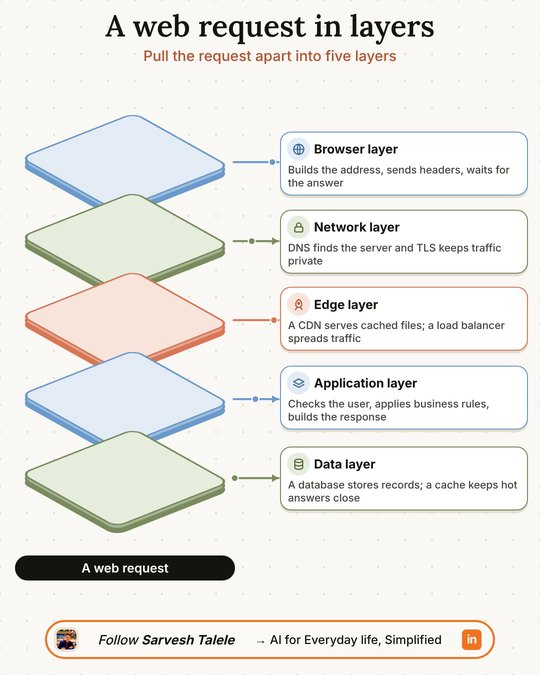 A web request in layers
Pull the request apart into five layers
Browser layer
Builds the address, sends headers, waits for
the answer
Network layer
DNS finds the server and TLS keeps traffic
private
Edge layer
A CDN serves cached files; a load balancer
spreads traffic
Application layer
Checks the user, applies business rules,
builds the response
Data layer
A database stores records; a cache keeps hot
answers close
A web request
Follow Sarvesh Talele → AI for Everyday life, Simplified in